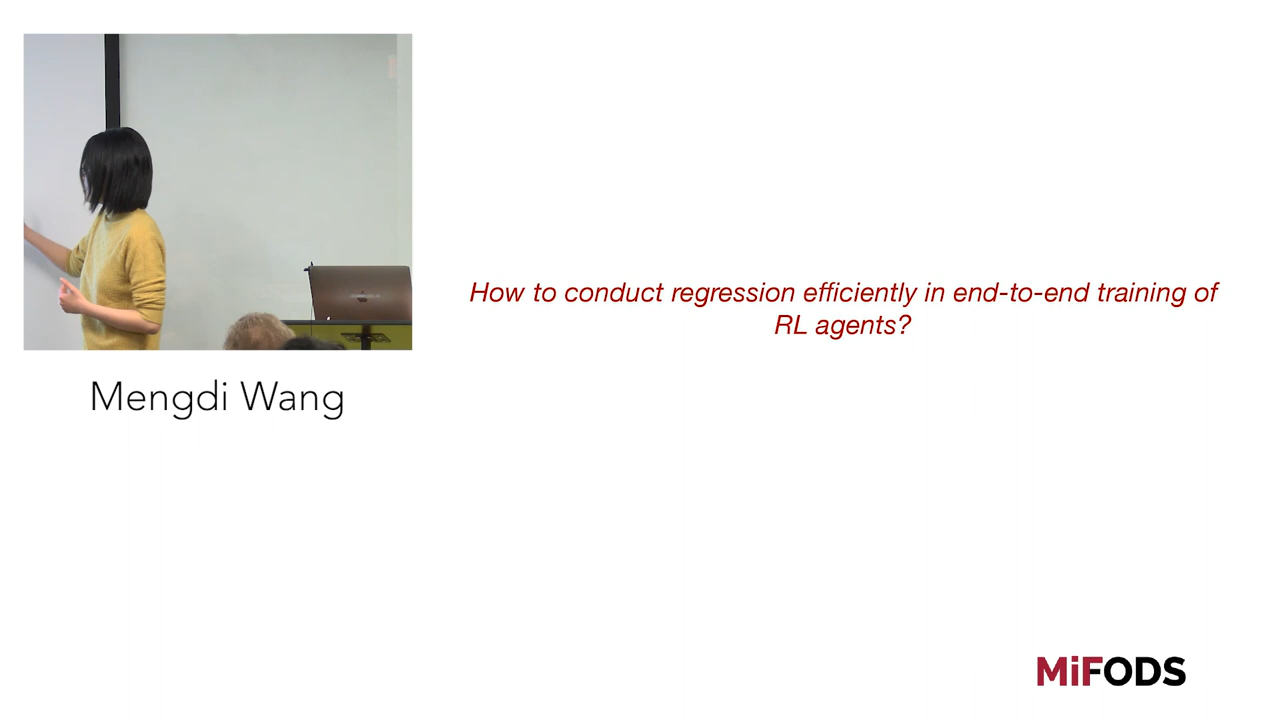 How to conduct regression efficiently in end-to-end training of
RL agents?
Mengdi Wang
MiFODS